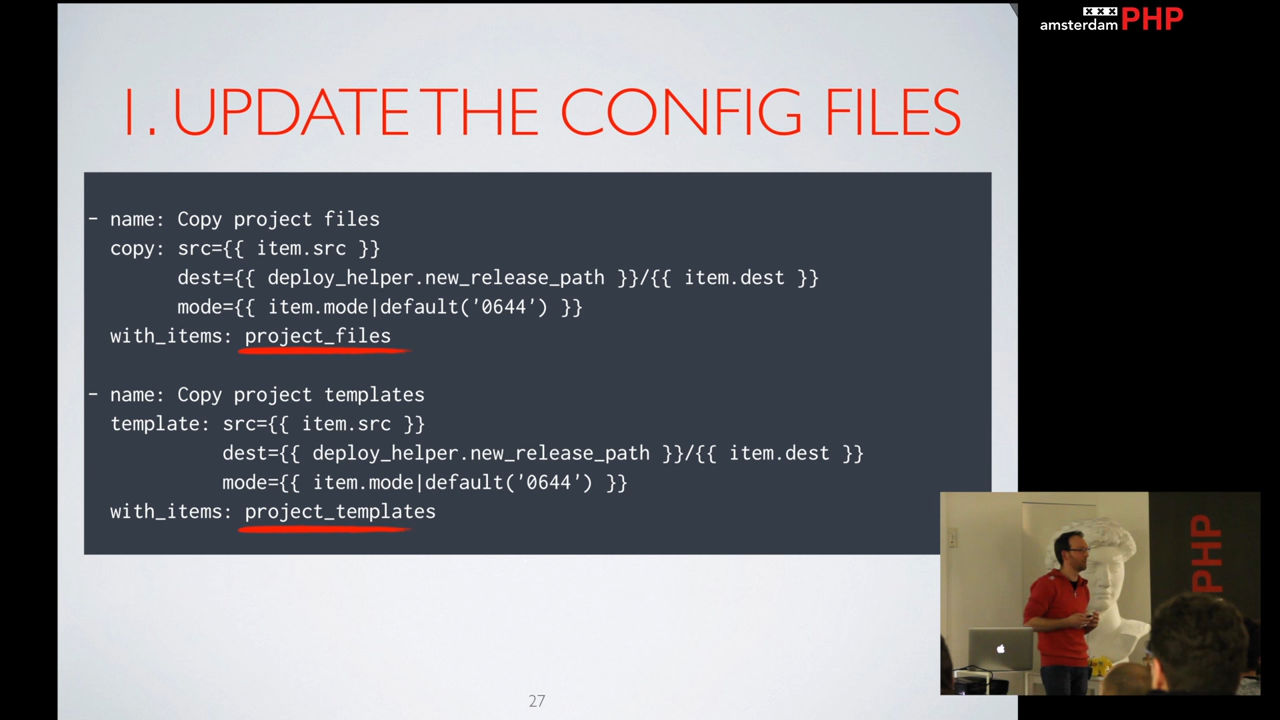 xxx
amsterdamPHP
1. UPDATE THE CONFIG FILES
- name: Copy project files
copy: src={{ item.src }}
dest={{ deploy_helper.new_release_path }}/{{ item.dest }}
mode={{ item.mode|default('0644') }}
with_items: project_files
- name: Copy project templates
template: src={{ item.src }}
dest={{ deploy_helper.new_release_path }}/{{ item.dest }}
mode={{ item.mode|default('0644') }}
with_items: project_templates
PHP
27